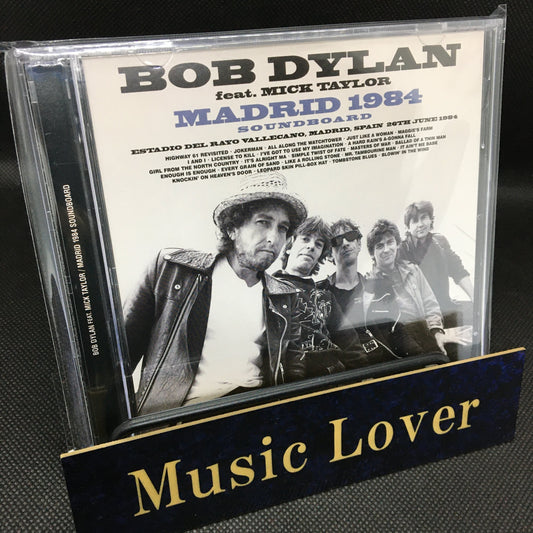 BOB DYLAN
feat. MICK TAYLOR
MADRID 1984
SOUNDBOARD
ESTADIO DEL RAYO VALLECANO, MADRID, SPAIN 26TH JUNE 1984
HIGHWAY 61 REVISITED · JOKERMAN · ALL ALONG THE WATCHTOWER · JUST LIKE A WOMAN · MAGGIE'S FARM
I AND I · LICENSE TO KILL · I'VE GOT TO USE MY IMAGINATION · A HARD RAIN'S A-GONNA FALL
GIRL FROM THE NORTH COUNTRY · IT'S ALRIGHT MA · SIMPLE TWIST OF FATE · MASTERS OF WAR · BALLAD OF A THIN MAN
ENOUGH IS ENOUGH · EVERY GRAIN OF SAND · LIKE A ROLLING STONE · MR. TAMBOURINE MAN · IT AIN'T ME BABE
KNOCKIN' ON HEAVEN'S DOOR · LEOPARD SKIN PILL-BOX HAT · TOMBSTONE BLUES · BLOWIN' IN THE WIND
BOB DYLAN FEAT. MICK TAYLOR / MADRID 1984 SOUNDBOARD
Music Lover